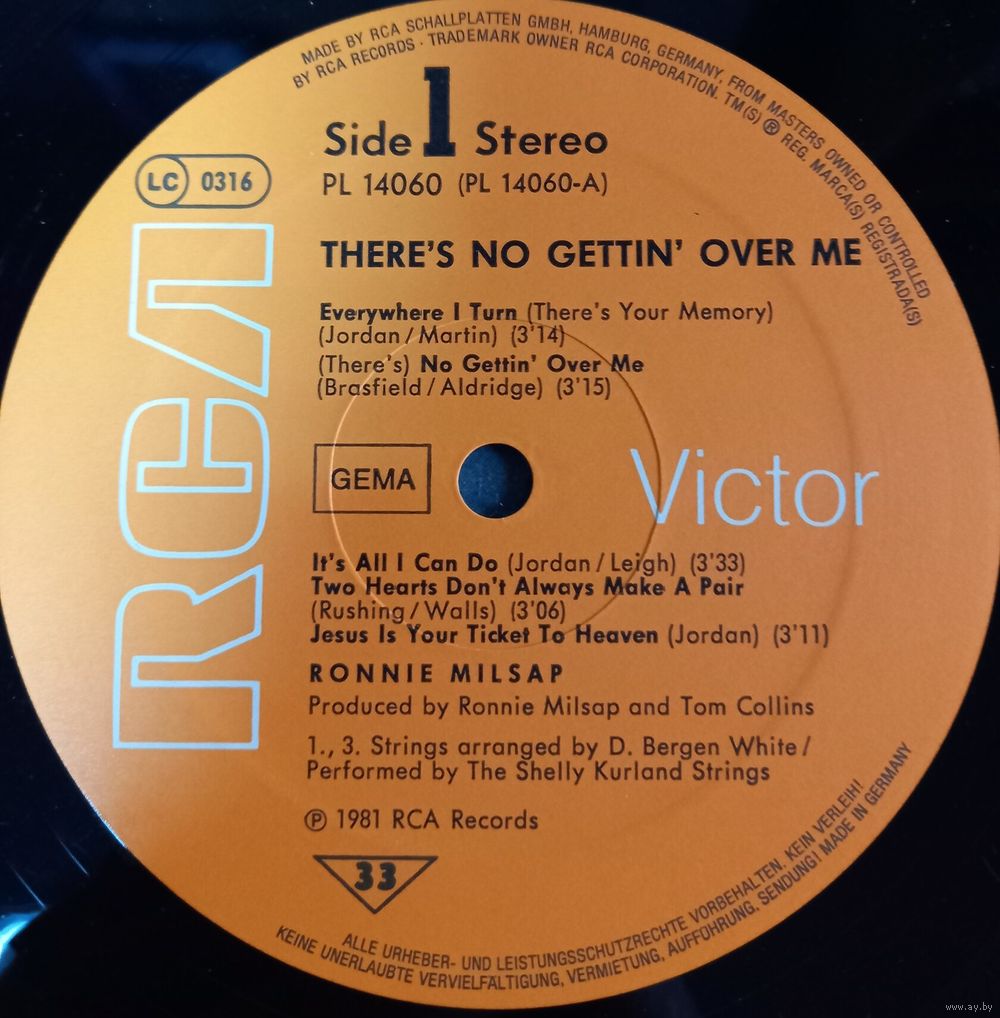 MADE BY RCA SCHALLPLATTEN GMBH, HAMBURG, GERMANY, FROM MASTERS OWNED OR CONTROLLED
BY RCA RECORDS · TRADEMARK OWNER RCA CORPORATION. TM(S) ® REG. MARCA(S) REGISTRADA(S)
Side 1 Stereo
PL 14060 (PL 14060-A)
LC 0316
RCA
THERE'S NO GETTIN' OVER ME
Everywhere I Turn (There's Your Memory)
(Jordan / Martin) (3'14)
(There's) No Gettin' Over Me
(Brasfield / Aldridge) (3'15)
GEMA
Victor
It's All I Can Do (Jordan / Leigh) (3'33)
Two Hearts Don't Always Make A Pair
(Rushing / Walls) (3'06)
Jesus Is Your Ticket To Heaven (Jordan) (3'11)
RONNIE MILSAP
Produced by Ronnie Milsap and Tom Collins
1., 3. Strings arranged by D. Bergen White /
Performed by The Shelly Kurland Strings
℗ 1981 RCA Records
33
ALLE URHEBER- UND LEISTUNGSSCHUTZRECHTE VORBEHALTEN. KEIN VERLEIH!
KEINE UNERLAUBTE VERVIELFÄLTIGUNG, VERMIETUNG, AUFFÜHRUNG, SENDUNG! MADE IN GERMANY
www.ay.by